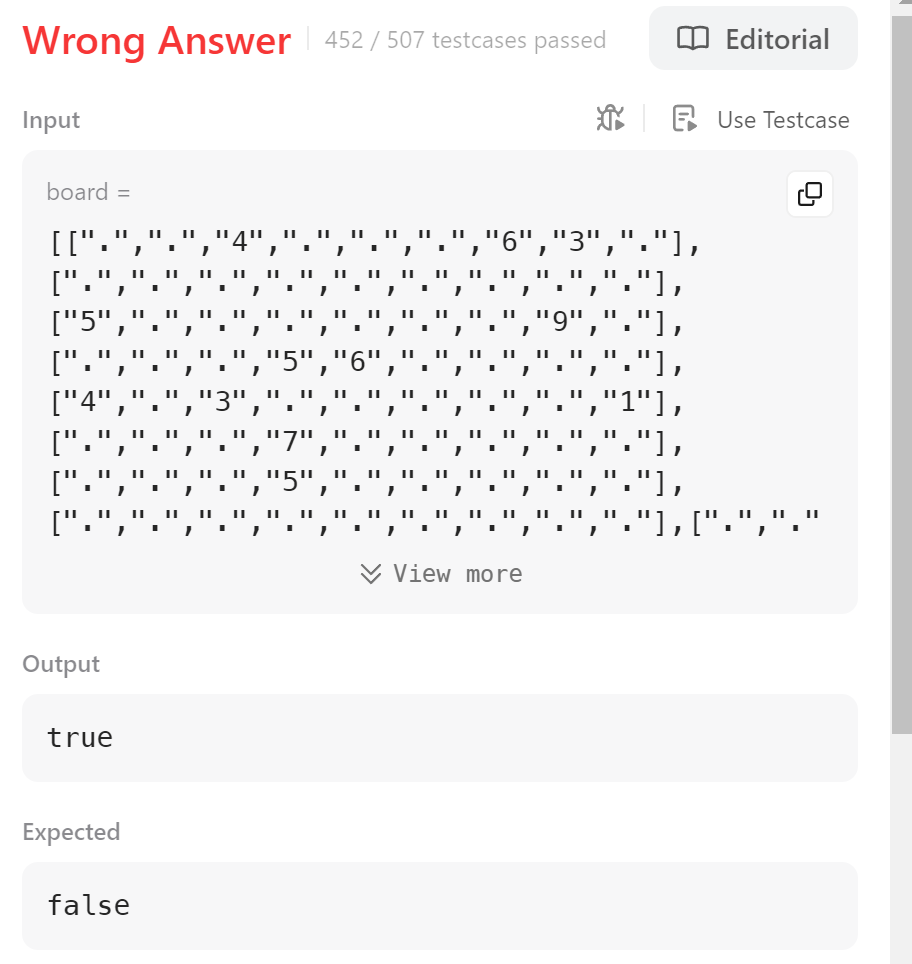 Wrong Answer 452 / 507 testcases passed Editorial
Input Use Testcase
board =
[[".",".","4",".",".",".","6","3","."],
[".",".",".",".",".",".",".",".","."],
["5",".",".",".",".",".",".","9","."],
[".",".",".","5","6",".",".",".","."],
["4",".","3",".",".",".",".",".","1"],
[".",".",".","7",".",".",".",".","."],
[".",".",".","5",".",".",".",".","."],
[".",".",".",".",".",".",".",".","."],[".","."
View more
Output
true
Expected
false